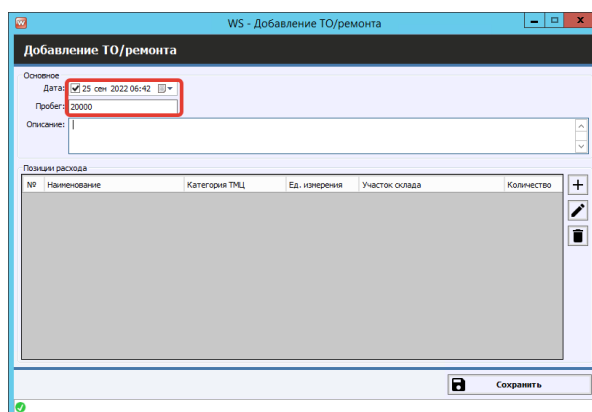 WS - Добавление ТО/ремонта
Добавление ТО/ремонта
Основное
Дата: 25 сен 2022 06:42
Пробег: 20000
Описание:
Позиции расхода
№ Наименование Категория ТМЦ Ед. измерения Участок склада Количество
Сохранить